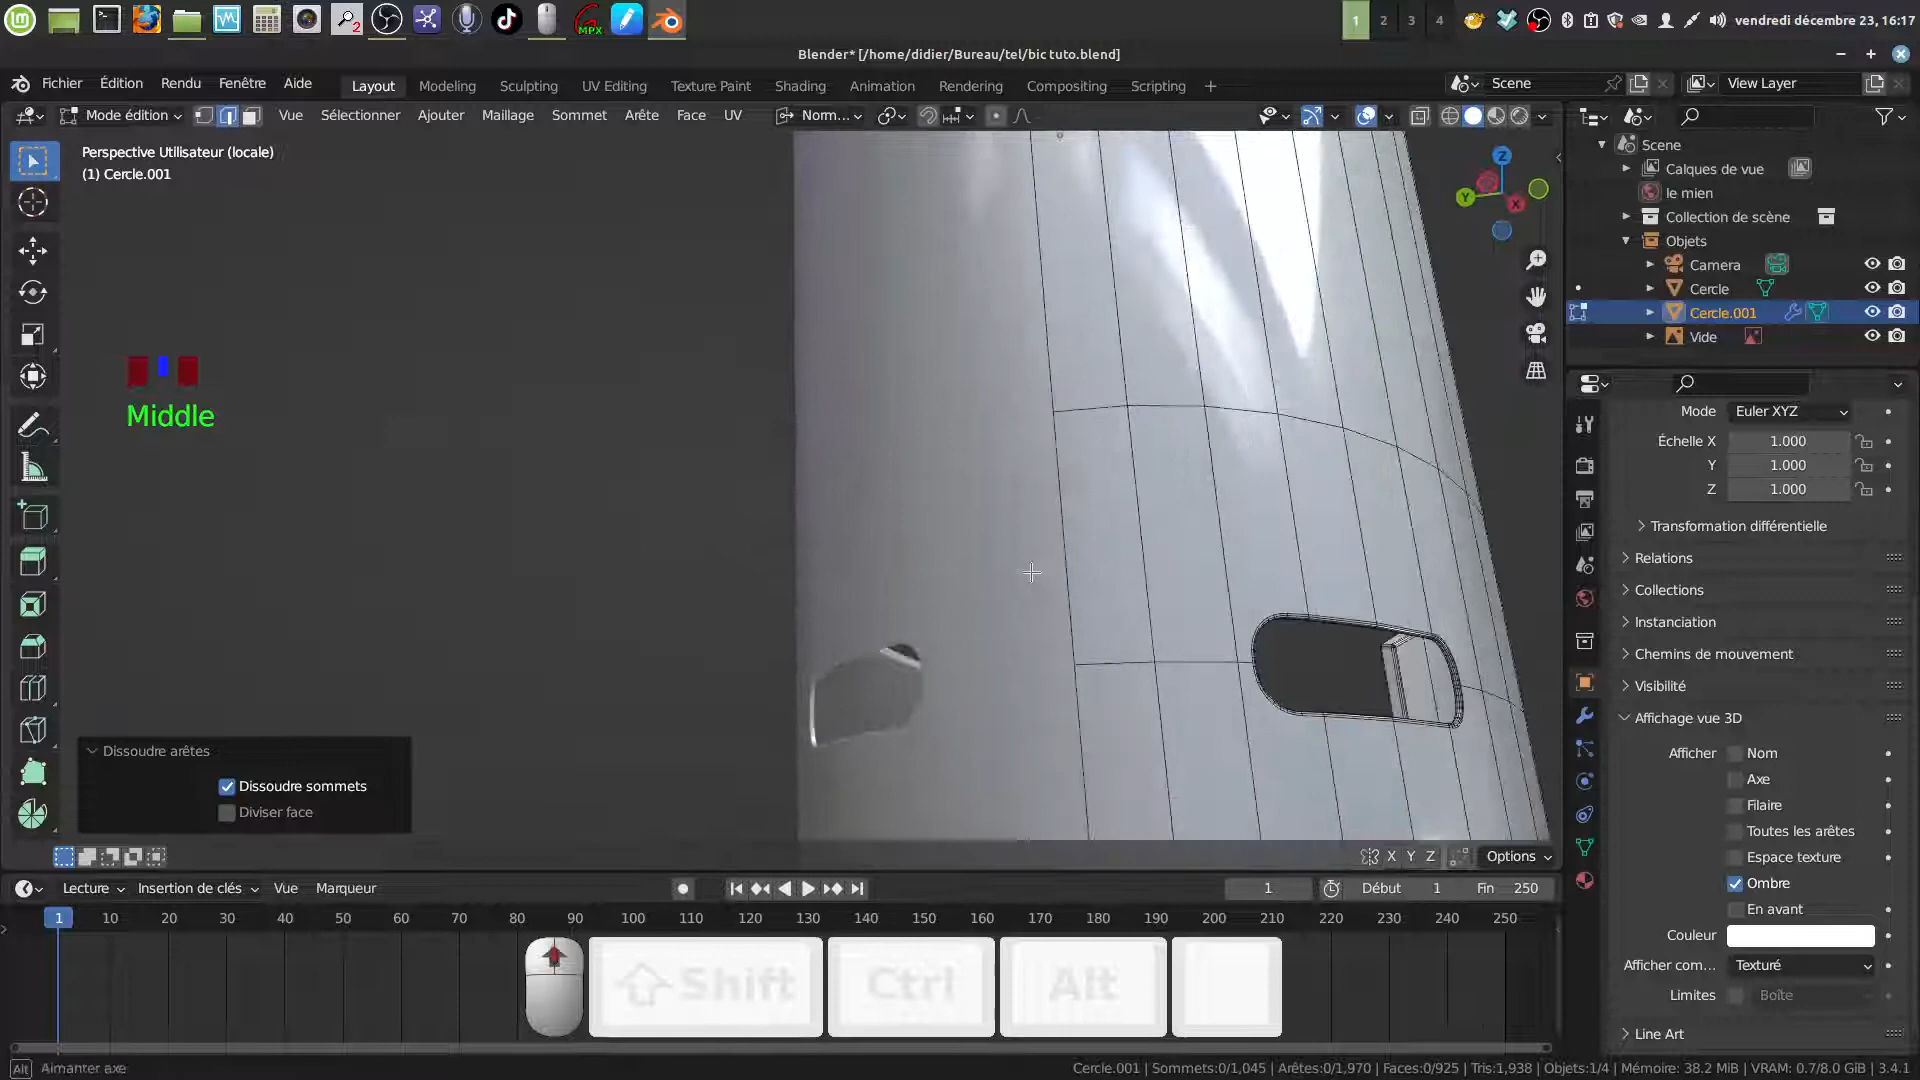 MPX
1 2 3 4
vendredi décembre 23, 16:17
Blender* [/home/didier/Bureau/tel/bic tuto.blend]
Fichier Édition Rendu Fenêtre Aide Layout Modeling Sculpting UV Editing Texture Paint Shading Animation Rendering Compositing Scripting + Scene View Layer
Mode édition Vue Sélectionner Ajouter Maillage Sommet Arête Face UV Norm...
Perspective Utilisateur (locale)
(1) Cercle.001
Z
Y
X
Scene
Calques de vue
le mien
Collection de scène
Objets
Camera
Cercle
Cercle.001
Vide
Middle
Mode Euler XYZ
Échelle X 1.000
Y 1.000
Z 1.000
Transformation différentielle
Relations
Collections
Instanciation
Chemins de mouvement
Visibilité
Affichage vue 3D
Afficher Nom
Axe
Filaire
Toutes les arêtes
Espace texture
Ombre
En avant
Couleur
Afficher com... Texturé
Limites Boîte
Line Art
Dissoudre arêtes
Dissoudre sommets
Diviser face
X Y Z Options
Lecture Insertion de clés Vue Marqueur 1 Début 1 Fin 250
1 10 20 30 40 50 60 70 80 90 100 110 120 130 140 150 160 170 180 190 200 210 220 230 240 250
Shift Ctrl Alt
Alt Aimanter axe
Cercle.001 | Sommets:0/1,045 | Arêtes:0/1,970 | Faces:0/925 | Tris:1,938 | Objets:1/4 | Mémoire: 38.2 MiB | VRAM: 0.7/8.0 GiB | 3.4.1